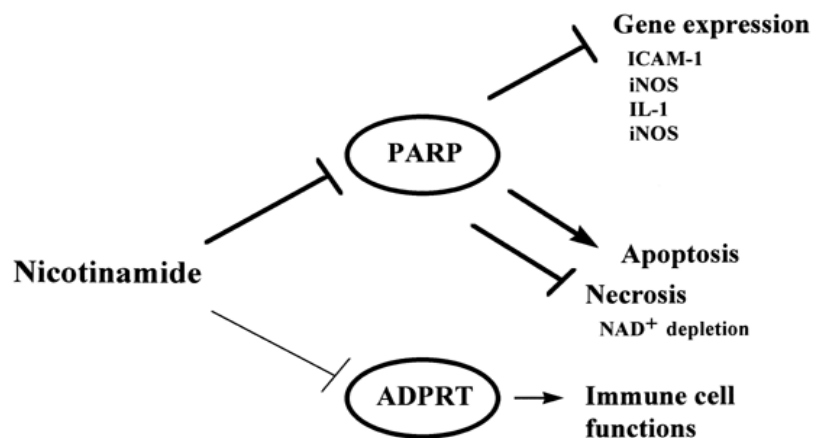 Gene expression
ICAM-1
iNOS
IL-1
iNOS
PARP
Nicotinamide
Apoptosis
Necrosis
NAD+ depletion
ADPRT
Immune cell
functions